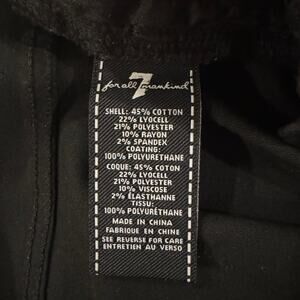 7
for all mankind
SHELL: 45% COTTON
22% LYOCELL
21% POLYESTER
10% RAYON
2% SPANDEX
COATING:
100% POLYURETHANE
COQUE: 45% COTON
22% LYOCELL
21% POLYESTER
10% VISCOSE
2% ÉLASTHANNE
TISSU:
100% POLYURÉTHANE
MADE IN CHINA
FABRIQUE EN CHINE
SEE REVERSE FOR CARE
ENTRETIEN AU VERSO